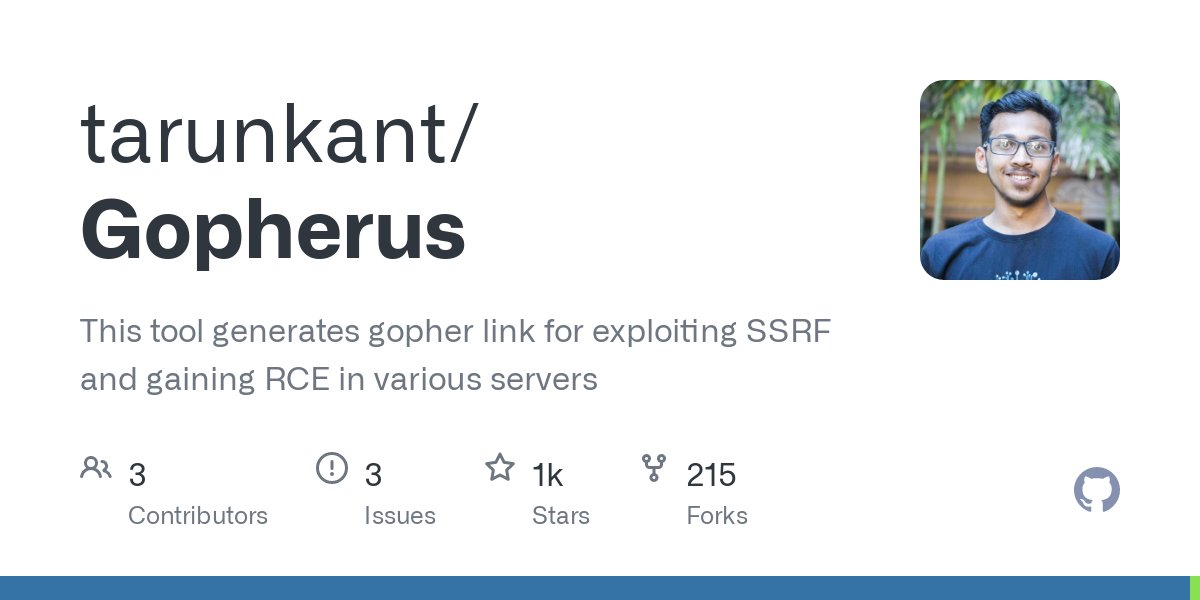 tarunkant/
Gopherus
This tool generates gopher link for exploiting SSRF
and gaining RCE in various servers
3
Contributors
3
Issues
1k
Stars
215
Forks